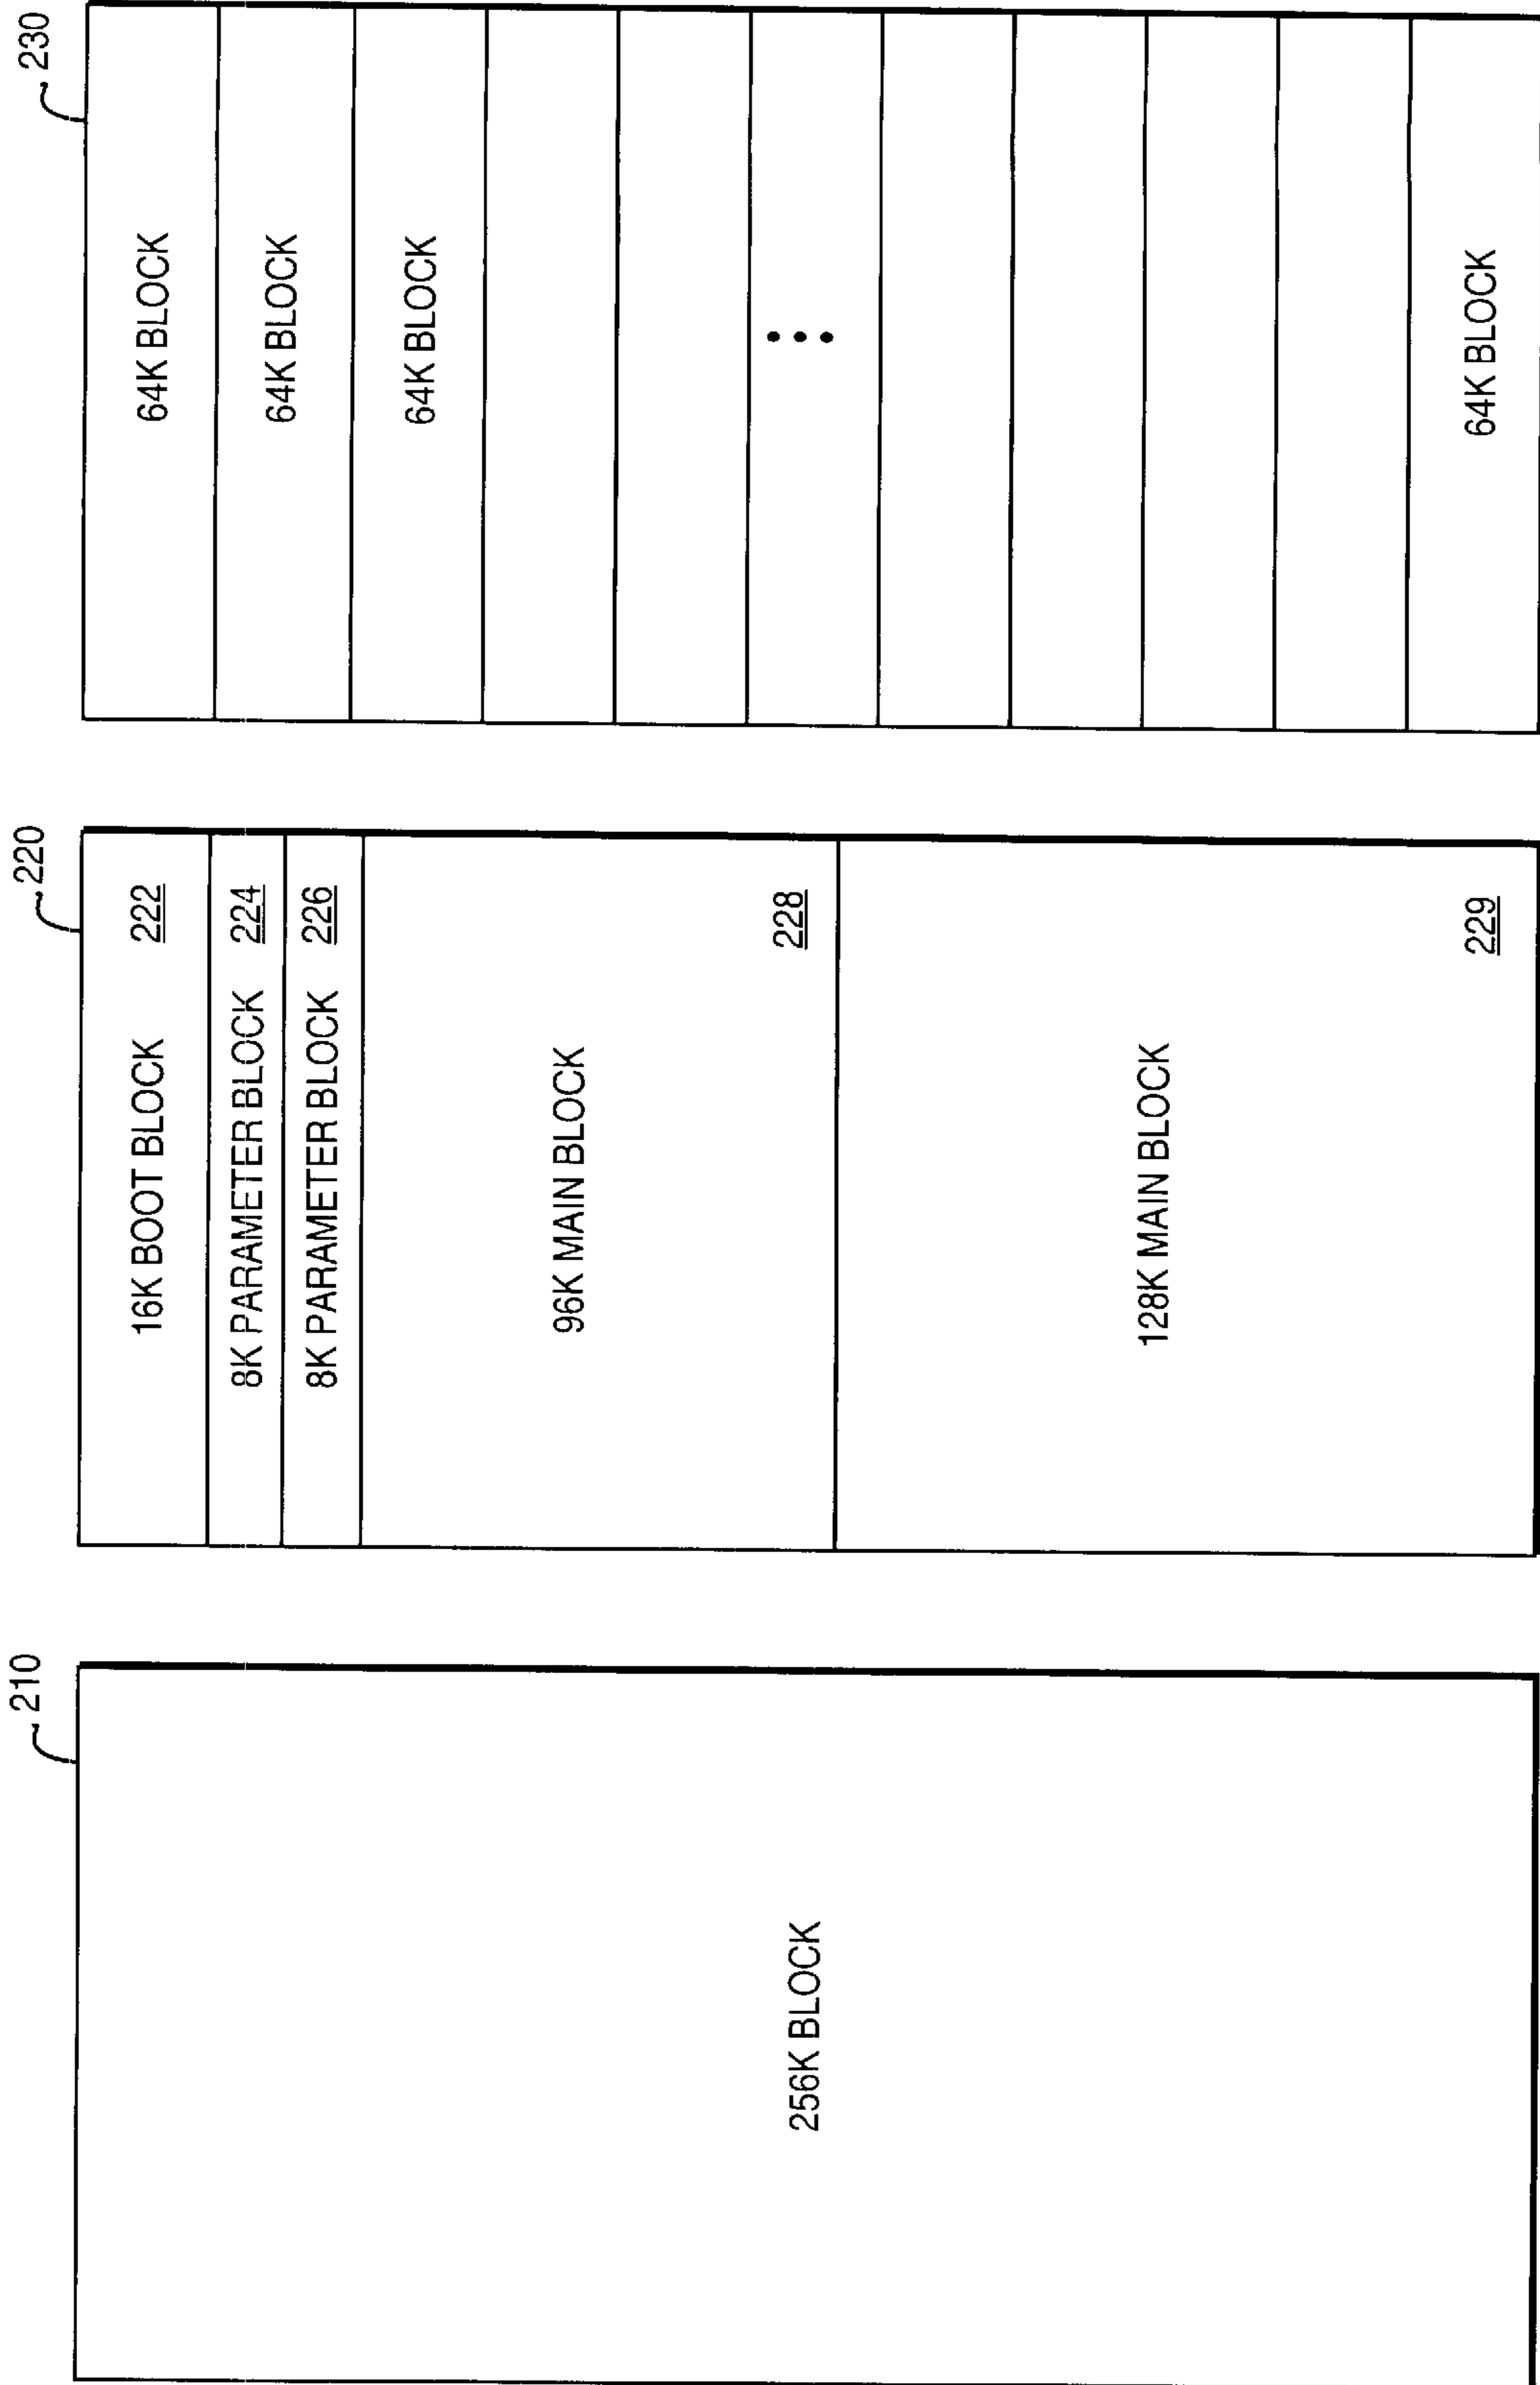 210
256K BLOCK
220
16K BOOT BLOCK 222
8K PARAMETER BLOCK 224
8K PARAMETER BLOCK 226
96K MAIN BLOCK
228
128K MAIN BLOCK
229
230
64K BLOCK
64K BLOCK
64K BLOCK
64K BLOCK